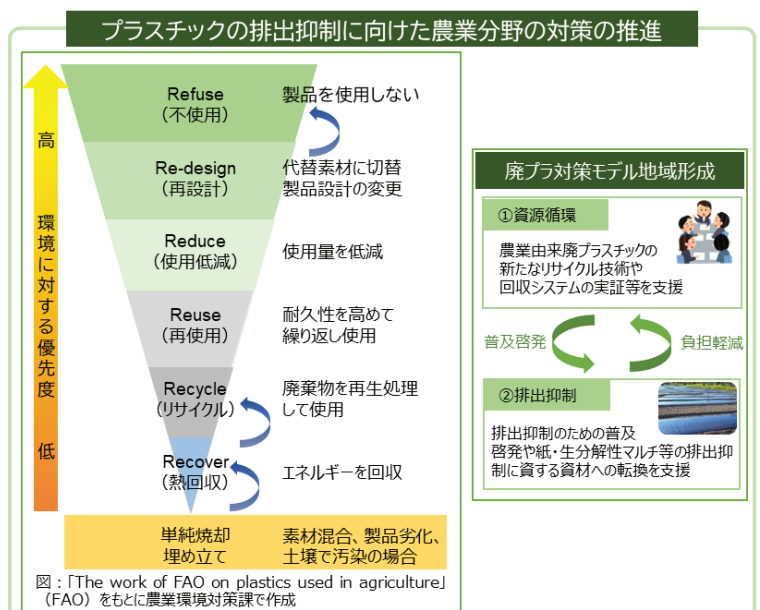 プラスチックの排出抑制に向けた農業分野の対策の推進
高
環境に対する優先度
低
Refuse
（不使用）
製品を使用しない
Re-design
（再設計）
代替素材に切替
製品設計の変更
Reduce
（使用低減）
使用量を低減
Reuse
（再使用）
耐久性を高めて
繰り返し使用
Recycle
（リサイクル）
廃棄物を再生処理
して使用
Recover
（熱回収）
エネルギーを回収
単純焼却
埋め立て
素材混合、製品劣化、
土壌で汚染の場合
図：「The work of FAO on plastics used in agriculture」
（FAO）をもとに農業環境対策課で作成
廃プラ対策モデル地域形成
①資源循環
農業由来廃プラスチックの
新たなリサイクル技術や
回収システムの実証等を支援
普及啓発
負担軽減
②排出抑制
排出抑制のための普及
啓発や紙・生分解性マルチ等の排出抑
制に資する資材への転換を支援